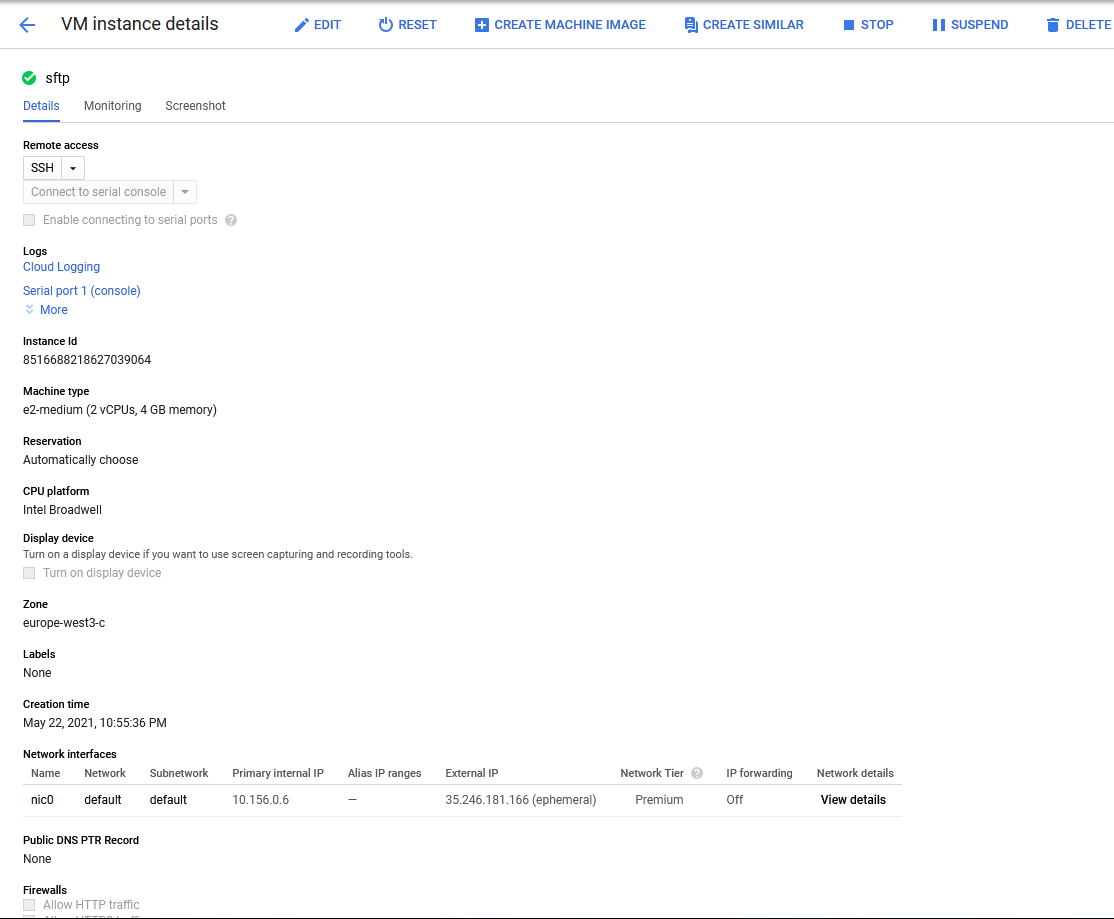 VM instance details EDIT RESET CREATE MACHINE IMAGE CREATE SIMILAR STOP SUSPEND DELETE
sftp
Details Monitoring Screenshot
Remote access
SSH
Connect to serial console
Enable connecting to serial ports ?
Logs
Cloud Logging
Serial port 1 (console)
More
Instance Id
8516688218627039064
Machine type
e2-medium (2 vCPUs, 4 GB memory)
Reservation
Automatically choose
CPU platform
Intel Broadwell
Display device
Turn on a display device if you want to use screen capturing and recording tools.
Turn on display device
Zone
europe-west3-c
Labels
None
Creation time
May 22, 2021, 10:55:36 PM
Network interfaces
Name Network Subnetwork Primary internal IP Alias IP ranges External IP Network Tier ? IP forwarding Network details
nic0 default default 10.156.0.6 — 35.246.181.166 (ephemeral) Premium Off View details
Public DNS PTR Record
None
Firewalls
Allow HTTP traffic